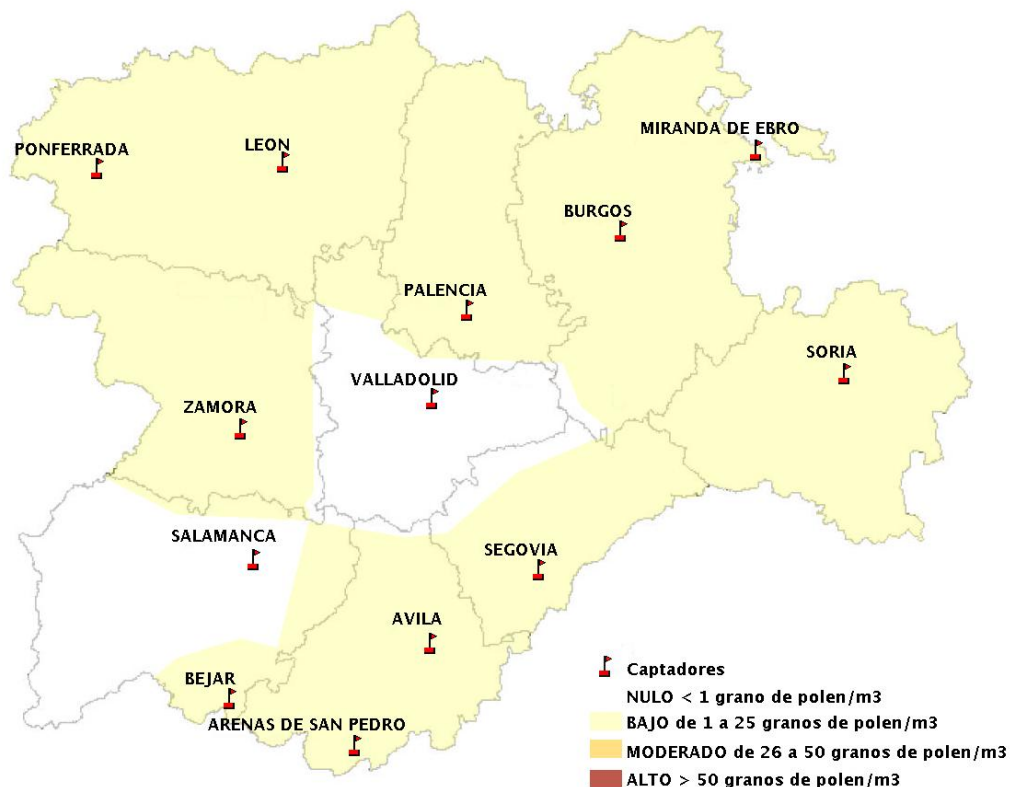 MIRANDA DE EBRO
PONFERRADA
LEON
BURGOS
PALENCIA
SORIA
VALLADOLID
ZAMORA
SALAMANCA
SEGOVIA
AVILA
BEJAR
ARENAS DE SAN PEDRO
Captadores
NULO < 1 grano de polen/m3
BAJO de 1 a 25 granos de polen/m3
MODERADO de 26 a 50 granos de polen/m3
ALTO > 50 granos de polen/m3